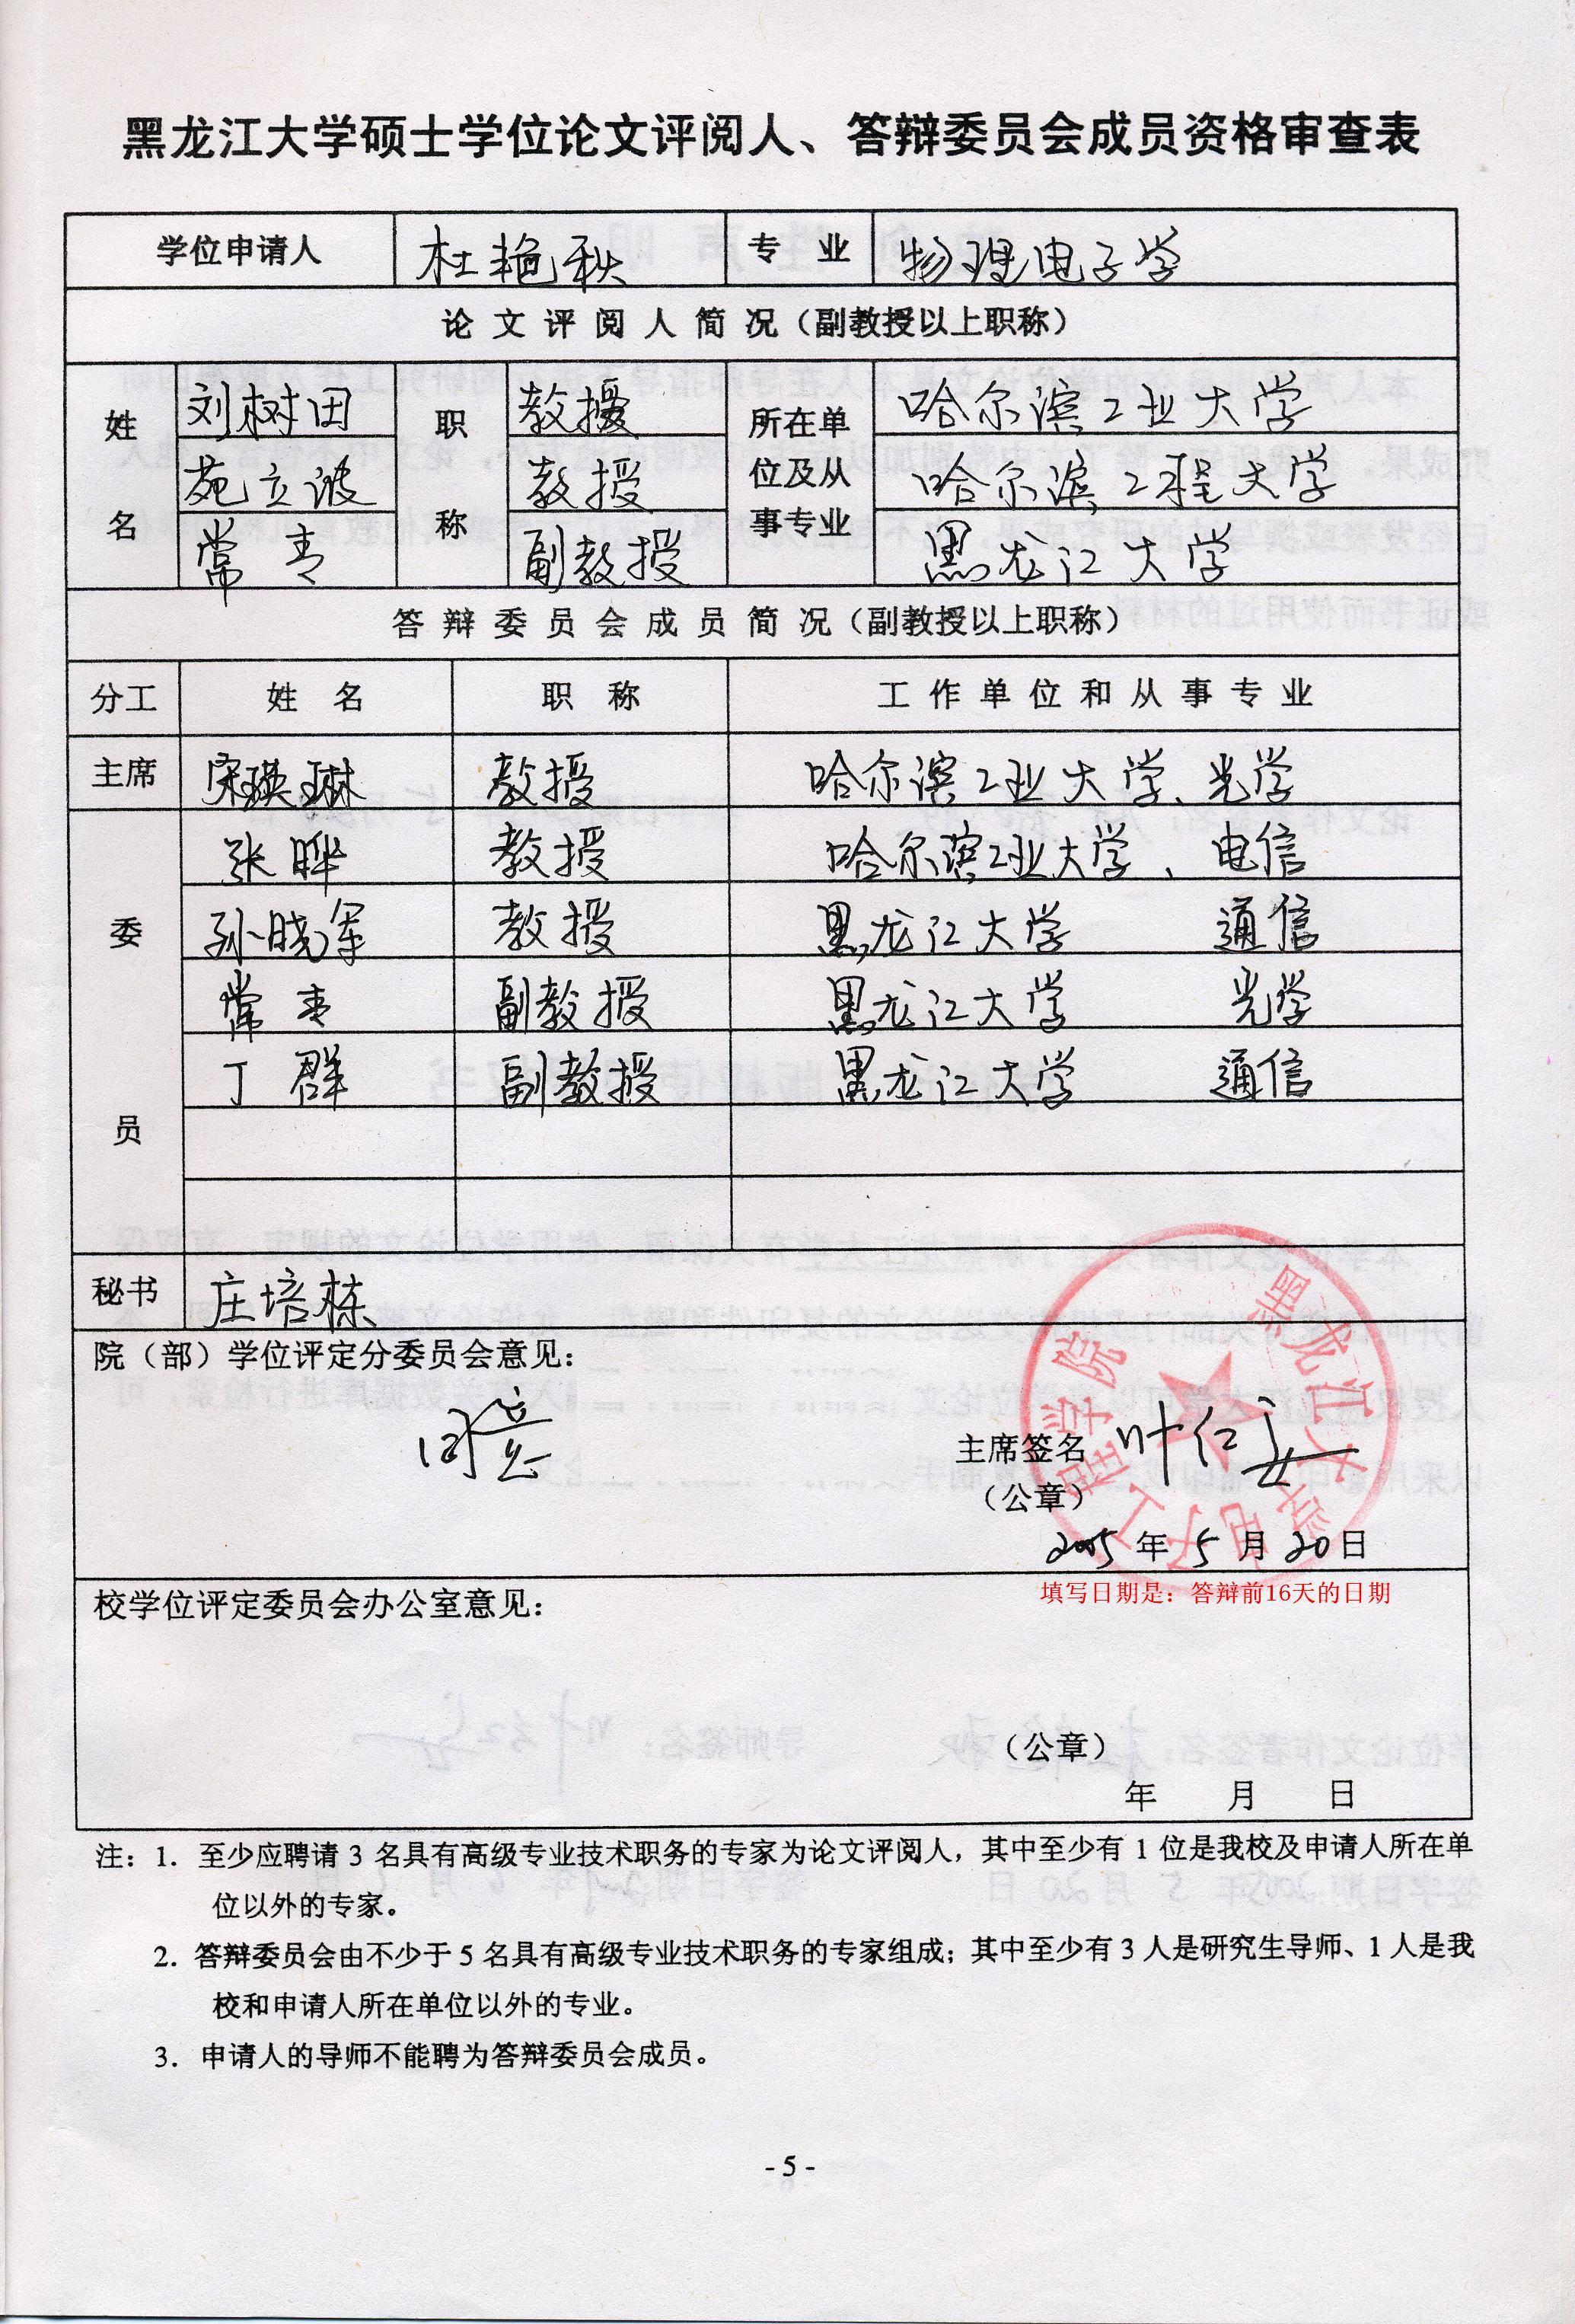 黑龙江大学硕士学位论文评阅人、答辩委员会成员资格审查表
学位申请人 杜艳秋 专 业 物理电子学
论 文 评 阅 人 简 况（副教授以上职称）
姓名 职称 所在单位及从事专业
刘树田 教授 哈尔滨工业大学
苑立波 教授 哈尔滨工程大学
常青 副教授 黑龙江大学
答 辩 委 员 会 成 员 简 况（副教授以上职称）
分工 姓 名 职 称 工 作 单 位 和 从 事 专 业
主席 宋瑛琳 教授 哈尔滨工业大学、光学
委员
张晔 教授 哈尔滨工业大学、电信
孙晓军 教授 黑龙江大学 通信
常青 副教授 黑龙江大学 光学
丁群 副教授 黑龙江大学 通信
秘书 庄培栋
院（部）学位评定分委员会意见：
同意
主席签名 叶红
（公章）
黑龙江大学电子工程学院
2005年5月20日
填写日期是：答辩前16天的日期
校学位评定委员会办公室意见：
（公章）
年 月 日
注：1. 至少应聘请 3 名具有高级专业技术职务的专家为论文评阅人，其中至少有 1 位是我校及申请人所在单
位以外的专家。
2. 答辩委员会由不少于 5 名具有高级专业技术职务的专家组成；其中至少有 3 人是研究生导师、1 人是我
校和申请人所在单位以外的专业。
3. 申请人的导师不能聘为答辩委员会成员。
- 5 -